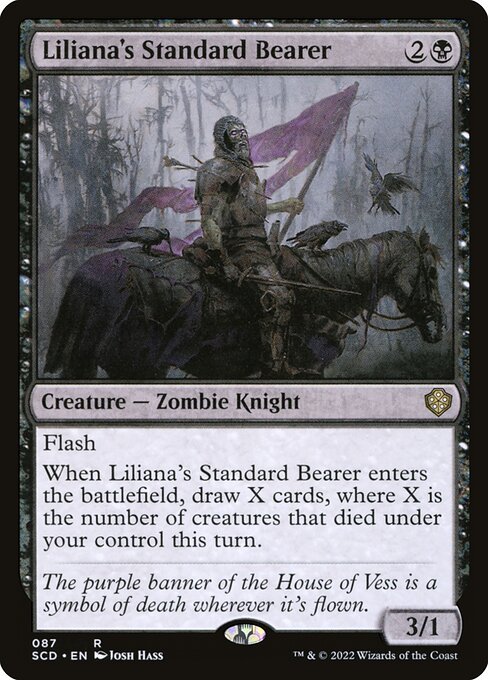 Liliana's Standard Bearer 2
Creature — Zombie Knight
Flash
When Liliana's Standard Bearer enters
the battlefield, draw X cards, where X is
the number of creatures that died under
your control this turn.
The purple banner of the House of Vess is a
symbol of death wherever it's flown.
3/1
087 R
SCD • EN Josh Hass
™ & © 2022 Wizards of the Coast